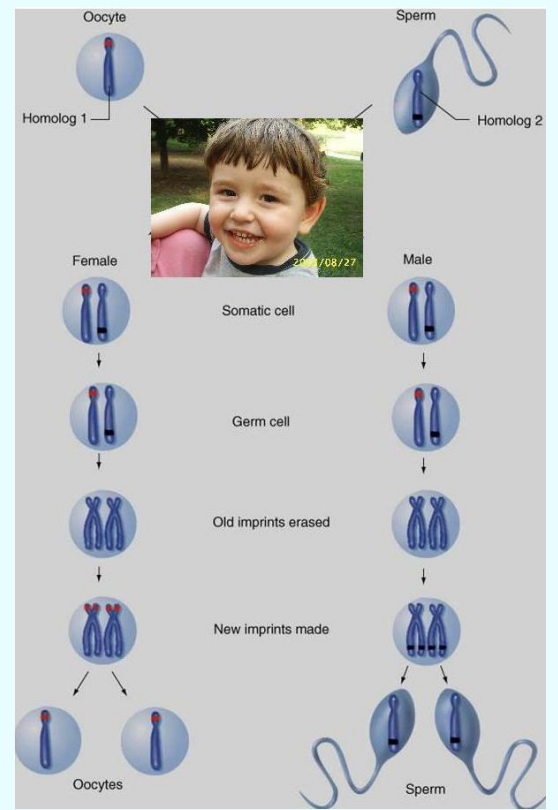 Oocyte
Sperm
Homolog 1
Homolog 2
Female
Male
Somatic cell
Germ cell
Old imprints erased
New imprints made
Oocytes
Sperm